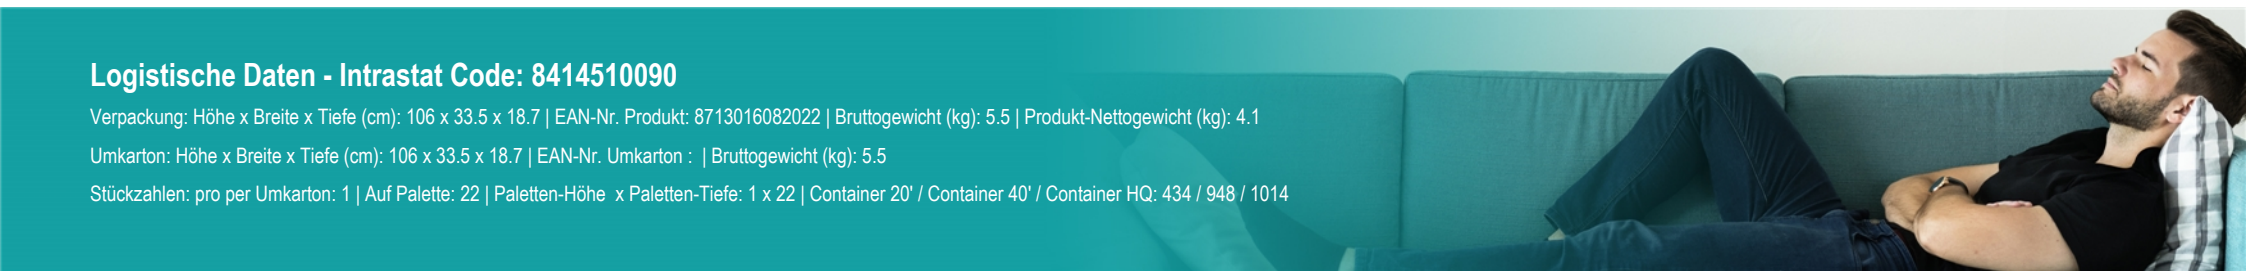 Logistische Daten - Intrastat Code: 8414510090
Verpackung: Höhe x Breite x Tiefe (cm): 106 x 33.5 x 18.7 | EAN-Nr. Produkt: 8713016082022 | Bruttogewicht (kg): 5.5 | Produkt-Nettogewicht (kg): 4.1
Umkarton: Höhe x Breite x Tiefe (cm): 106 x 33.5 x 18.7 | EAN-Nr. Umkarton :  | Bruttogewicht (kg): 5.5
Stückzahlen: pro per Umkarton: 1 | Auf Palette: 22 | Paletten-Höhe  x Paletten-Tiefe: 1 x 22 | Container 20' / Container 40' / Container HQ: 434 / 948 / 1014